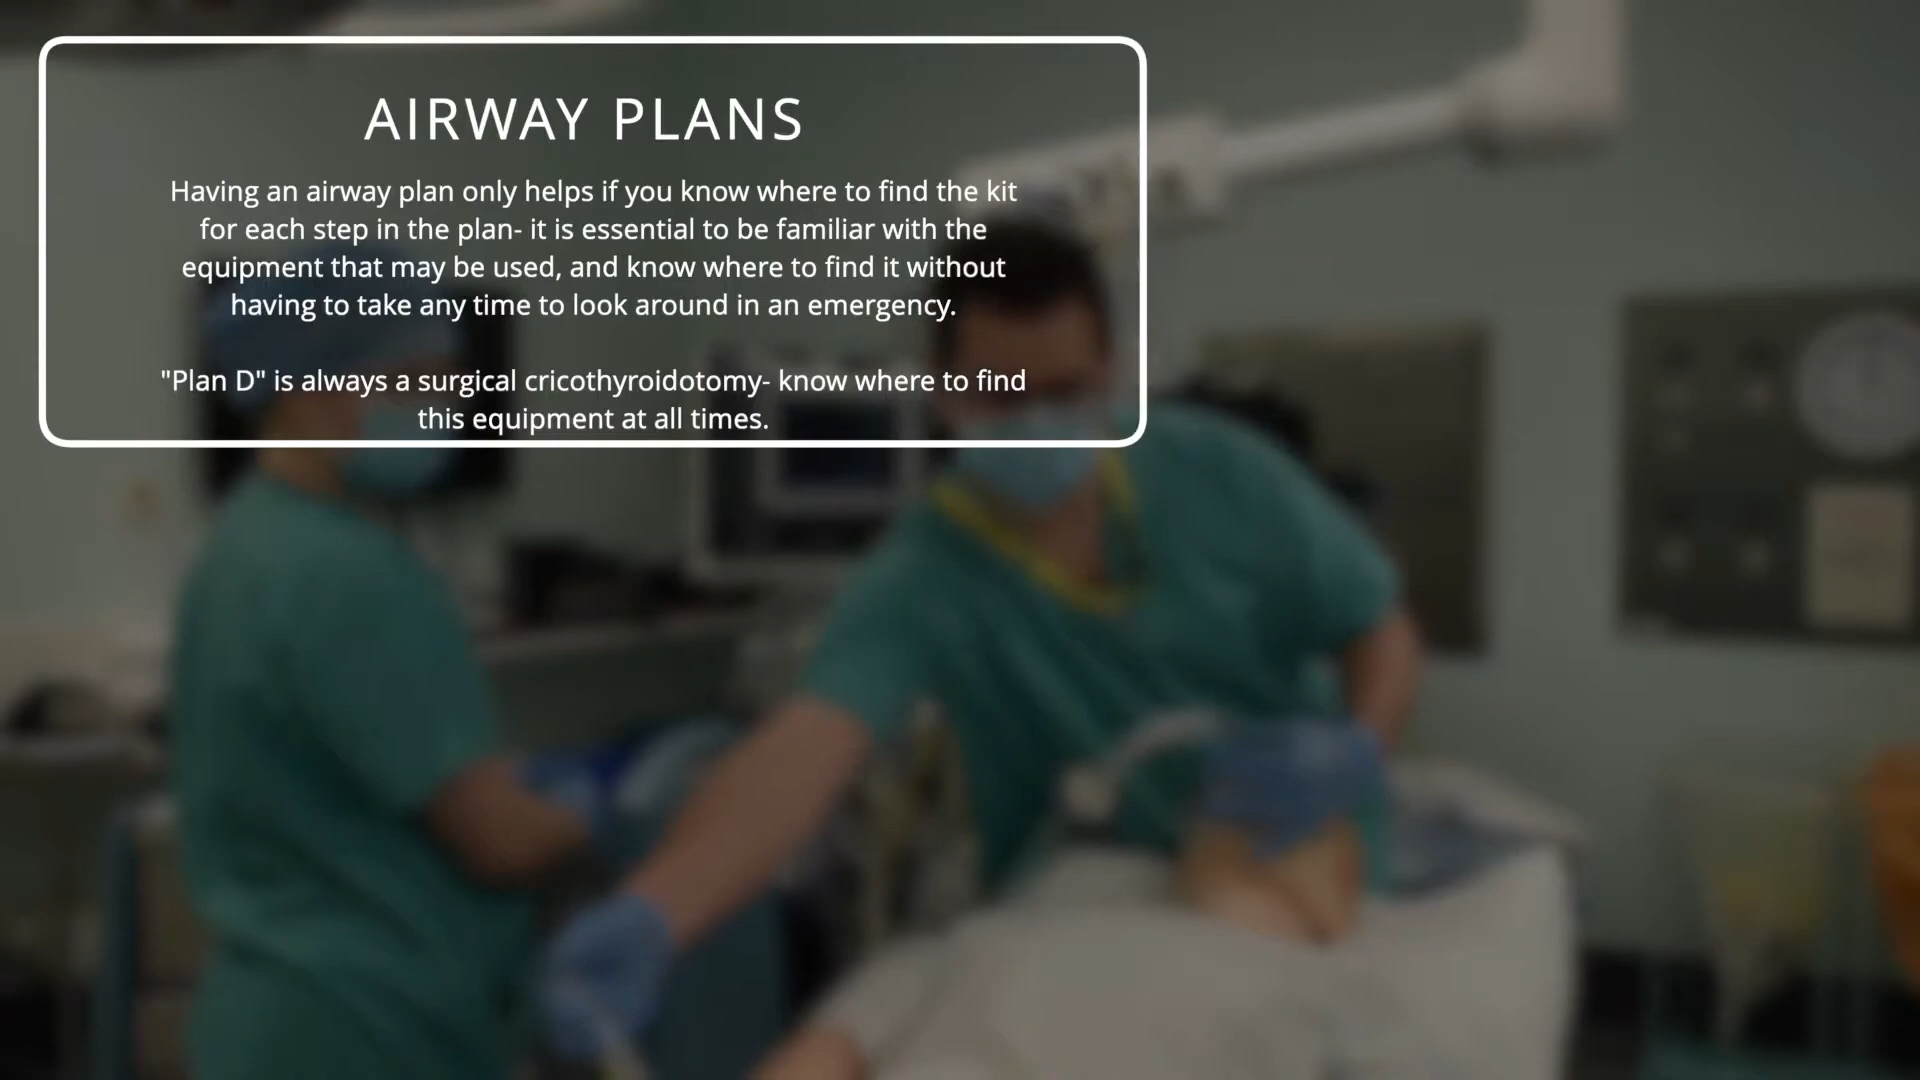 AIRWAY PLANS
Having an airway plan only helps if you know where to find the kit
for each step in the plan- it is essential to be familiar with the
equipment that may be used, and know where to find it without
having to take any time to look around in an emergency.
"Plan D" is always a surgical cricothyroidotomy- know where to find
this equipment at all times.